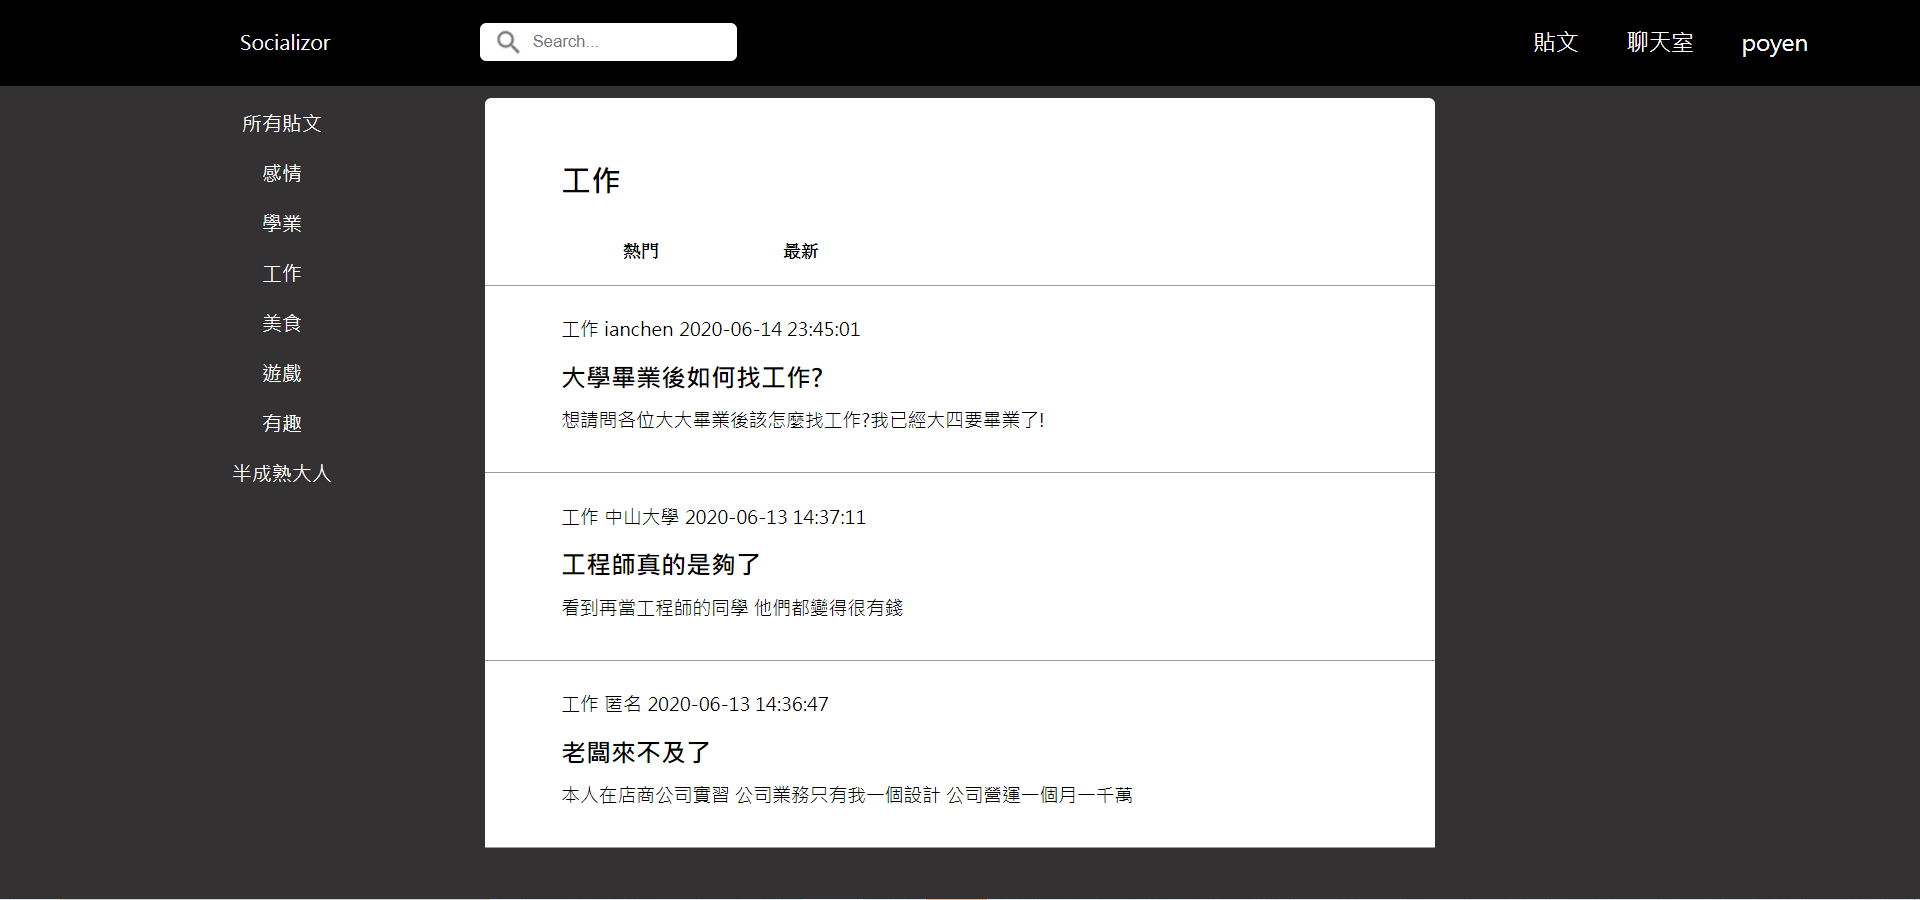 Socializor
Search...
貼文 聊天室 poyen
所有貼文
感情
學業
工作
美食
遊戲
有趣
半成熟大人
工作
熱門 最新
工作 ianchen 2020-06-14 23:45:01
大學畢業後如何找工作?
想請問各位大大畢業後該怎麼找工作?我已經大四要畢業了!
工作 中山大學 2020-06-13 14:37:11
工程師真的是夠了
看到再當工程師的同學 他們都變得很有錢
工作 匿名 2020-06-13 14:36:47
老闆來不及了
本人在店商公司實習 公司業務只有我一個設計 公司營運一個月一千萬